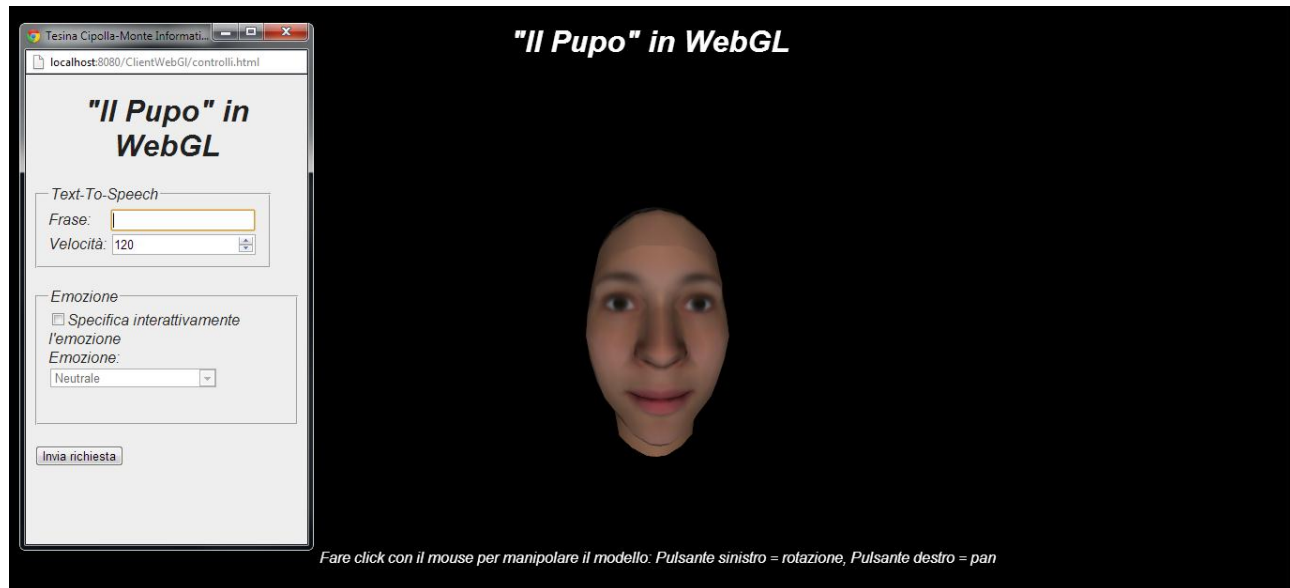 Tesina Cipolla-Monte Informati...
localhost:8080/ClientWebGl/controlli.html
"Il Pupo" in
WebGL
Text-To-Speech
Frase:
Velocità: 120
Emozione
Specifica interattivamente
l'emozione
Emozione:
Neutrale
Invia richiesta
"Il Pupo" in WebGL
Fare click con il mouse per manipolare il modello: Pulsante sinistro = rotazione, Pulsante destro = pan